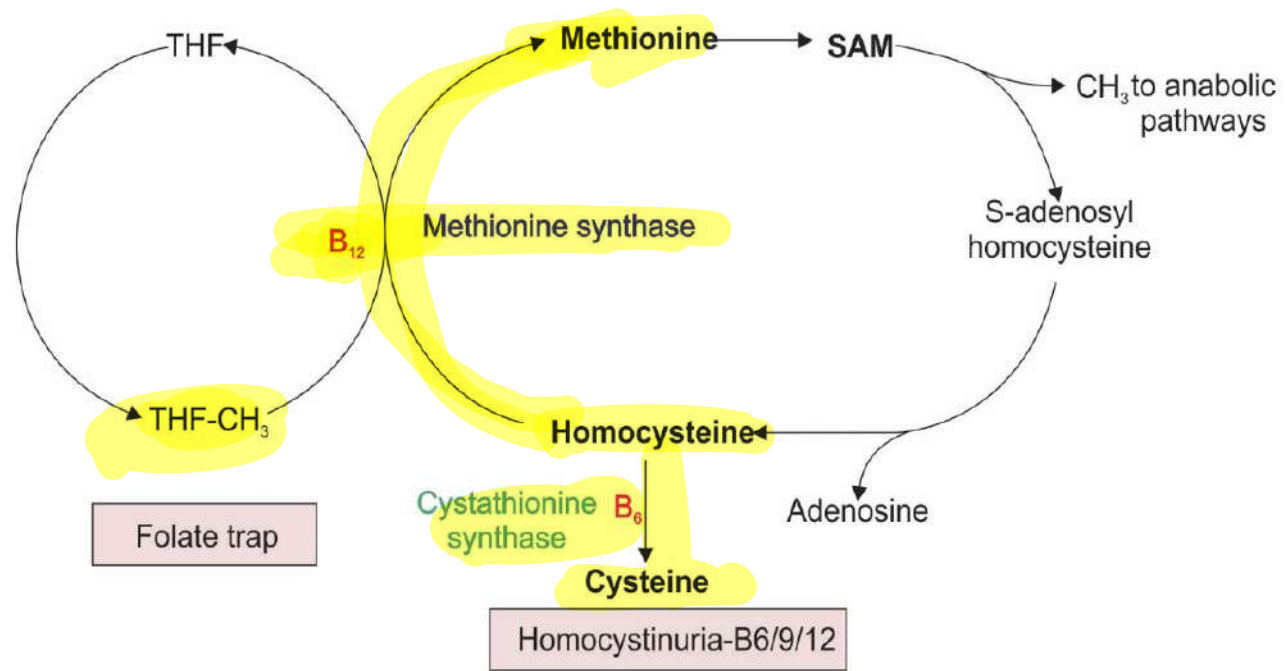 THF
Methionine
SAM
CH₃ to anabolic
pathways
B₁₂
Methionine synthase
S-adenosyl
homocysteine
THF-CH₃
Homocysteine
Cystathionine
synthase
B₆
Adenosine
Folate trap
Cysteine
Homocystinuria-B6/9/12